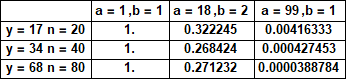 a = 1 ,b = 1 a = 18 ,b = 2 a = 99 ,b = 1
y = 17 n = 20 1. 0.322245 0.00416333
y = 34 n = 40 1. 0.268424 0.000427453
y = 68 n = 80 1. 0.271232 0.0000388784